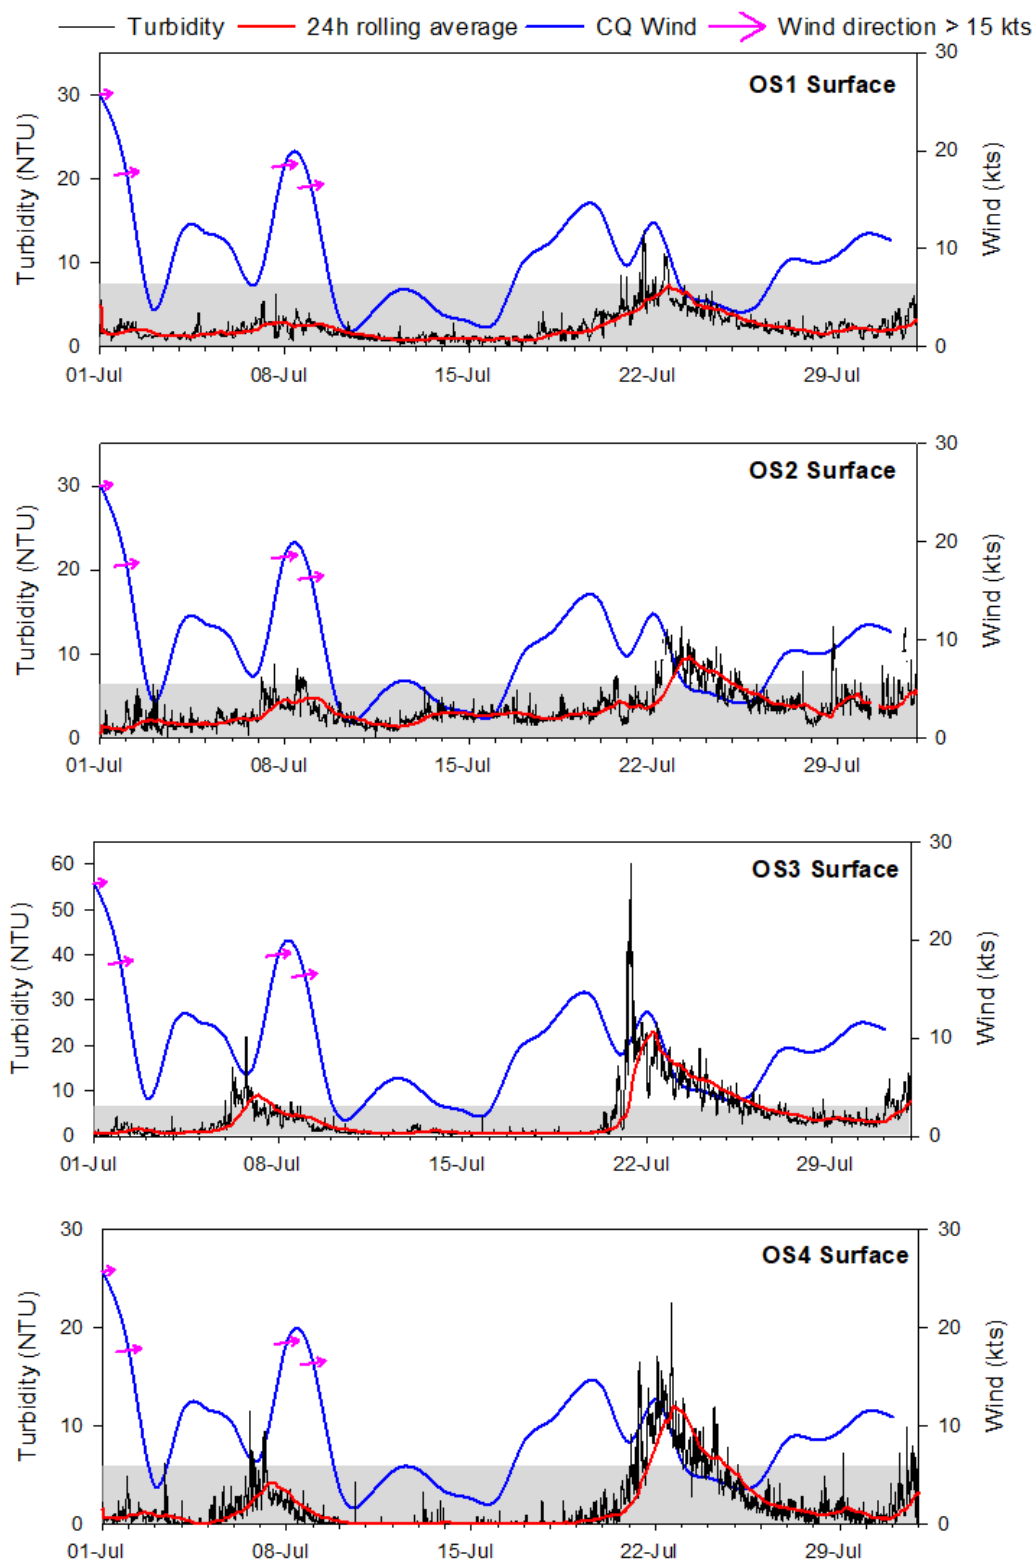 Turbidity 24h rolling average CQ Wind Wind direction > 15 kts
OS1 Surface
Turbidity (NTU)
30
20
10
0
Wind (kts)
30
20
10
0
01-Jul 08-Jul 15-Jul 22-Jul 29-Jul
OS2 Surface
Turbidity (NTU)
30
20
10
0
Wind (kts)
30
20
10
0
01-Jul 08-Jul 15-Jul 22-Jul 29-Jul
OS3 Surface
Turbidity (NTU)
60
50
40
30
20
10
0
Wind (kts)
30
20
10
0
01-Jul 08-Jul 15-Jul 22-Jul 29-Jul
OS4 Surface
Turbidity (NTU)
30
20
10
0
Wind (kts)
30
20
10
0
01-Jul 08-Jul 15-Jul 22-Jul 29-Jul